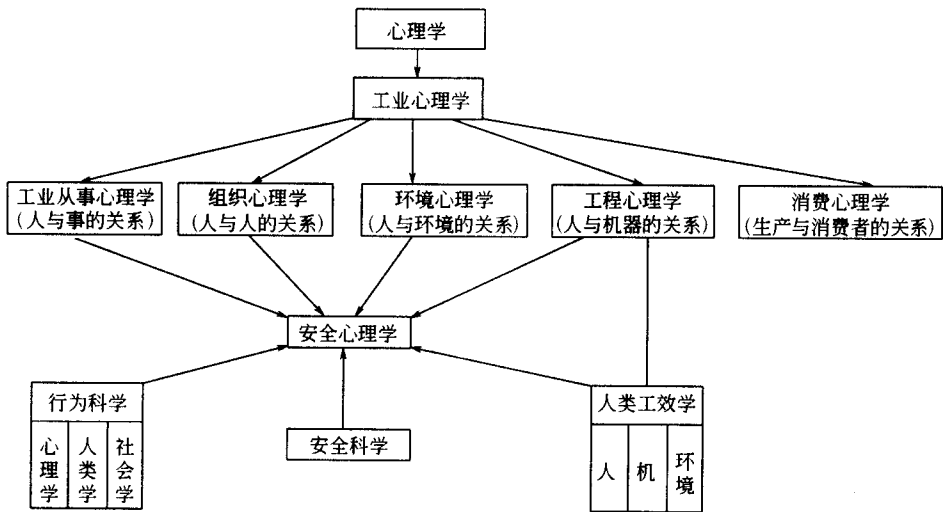 心理学
工业心理学
工业从事心理学
(人与事的关系)
组织心理学
(人与人的关系)
环境心理学
(人与环境的关系)
工程心理学
(人与机器的关系)
消费心理学
(生产与消费者的关系)
安全心理学
行为科学
心理学
人类学
社会学
安全科学
人类工效学
人
机
环境